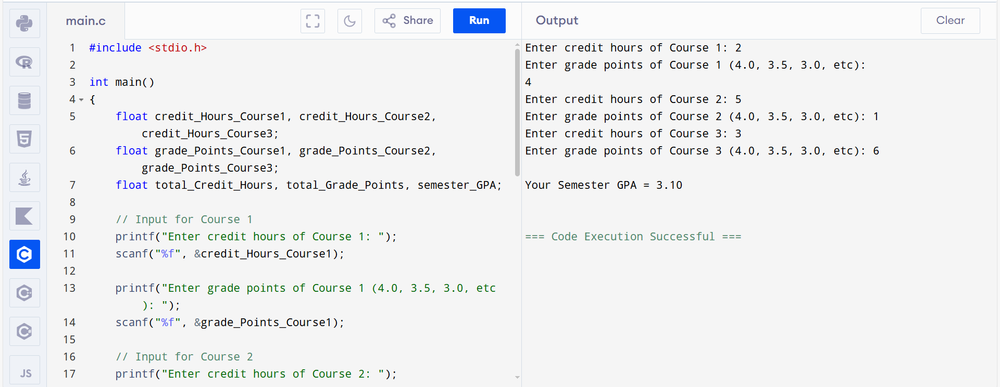 main.c
Share
Run
Output
Clear
1 #include <stdio.h>
2
3 int main()
4 {
5 float credit_Hours_Course1, credit_Hours_Course2,
credit_Hours_Course3;
6 float grade_Points_Course1, grade_Points_Course2,
grade_Points_Course3;
7 float total_Credit_Hours, total_Grade_Points, semester_GPA;
8
9 // Input for Course 1
10 printf("Enter credit hours of Course 1: ");
11 scanf("%f", &credit_Hours_Course1);
12
13 printf("Enter grade points of Course 1 (4.0, 3.5, 3.0, etc
): ");
14 scanf("%f", &grade_Points_Course1);
15
16 // Input for Course 2
17 printf("Enter credit hours of Course 2: ");
Enter credit hours of Course 1: 2
Enter grade points of Course 1 (4.0, 3.5, 3.0, etc):
4
Enter credit hours of Course 2: 5
Enter grade points of Course 2 (4.0, 3.5, 3.0, etc): 1
Enter credit hours of Course 3: 3
Enter grade points of Course 3 (4.0, 3.5, 3.0, etc): 6
Your Semester GPA = 3.10
=== Code Execution Successful ===
R
5
C
C++
C#
JS